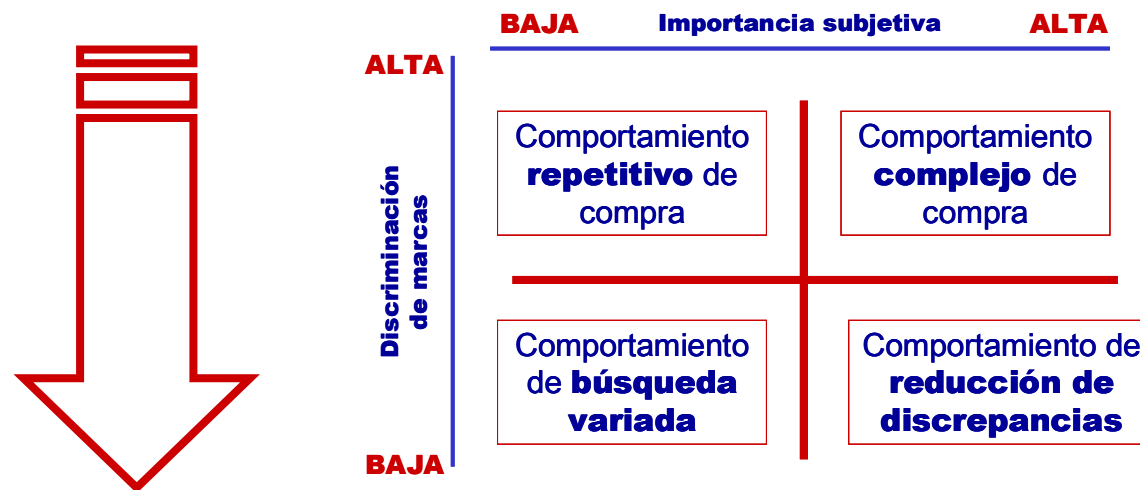 BAJA Importancia subjetiva ALTA
ALTA
Comportamiento
repetitivo de
compra
Comportamiento
complejo de
compra
Discriminación
de marcas
Comportamiento
de búsqueda
variada
Comportamiento de
reducción de
discrepancias
BAJA